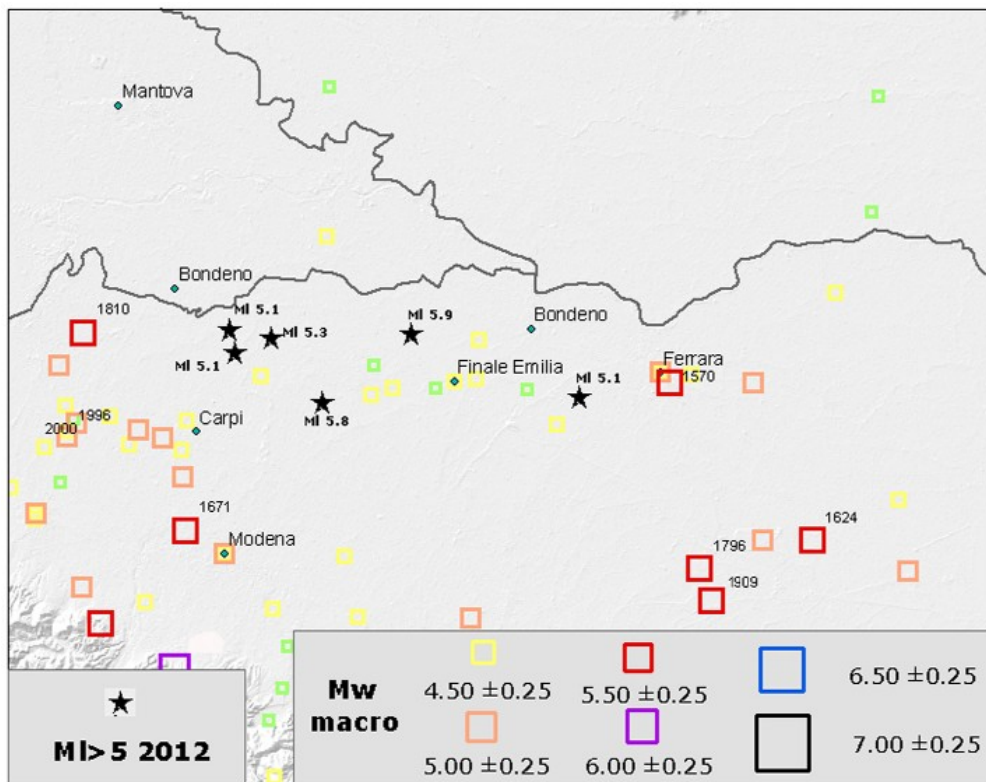 Mantova
Bondeno
1810
Ml 5.1
Ml 5.3
Ml 5.9
Bondeno
Ml 5.1
Finale Emilia
Ferrara
1570
Ml 5.1
Ml 5.8
1996
Carpi
2000
1671
Modena
1624
1796
1909
Ml>5 2012
Mw
macro
4.50 ±0.25
5.50 ±0.25
6.50 ±0.25
5.00 ±0.25
6.00 ±0.25
7.00 ±0.25